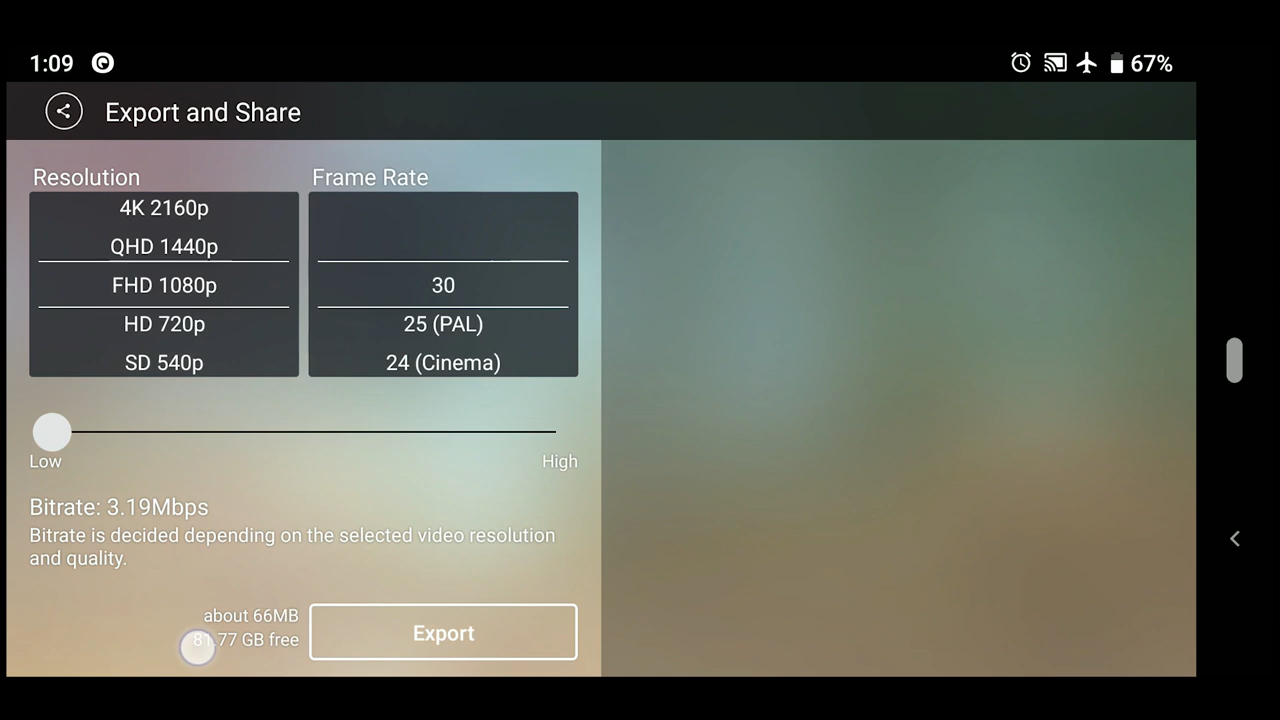 1:09
67%
Export and Share
Resolution
Frame Rate
4K 2160p
QHD 1440p
FHD 1080p
HD 720p
SD 540p
30
25 (PAL)
24 (Cinema)
Low
High
Bitrate: 3.19Mbps
Bitrate is decided depending on the selected video resolution
and quality.
about 66MB
81.77 GB free
Export